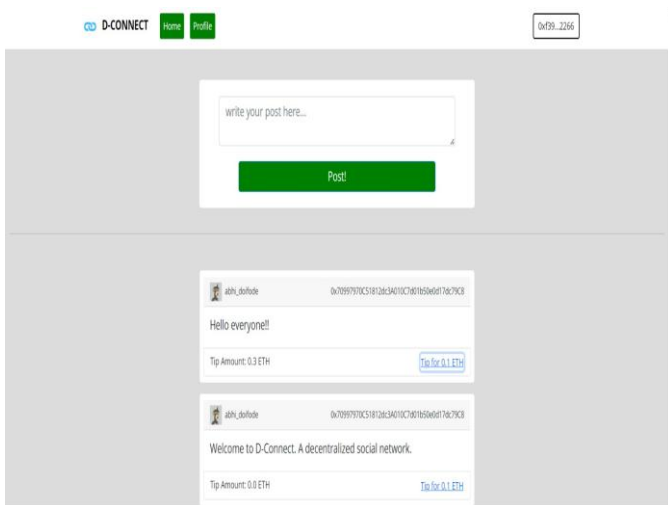 D-CONNECT Home Profile 0xf39...2266
write your post here...
Post!
abhi_doifode 0x70997970C51812dc3A010C7d01b50e0d17dc79C8
Hello everyone!!
Tip Amount: 0.3 ETH Tip for 0.1 ETH
abhi_doifode 0x70997970C51812dc3A010C7d01b50e0d17dc79C8
Welcome to D-Connect. A decentralized social network.
Tip Amount: 0.0 ETH Tip for 0.1 ETH